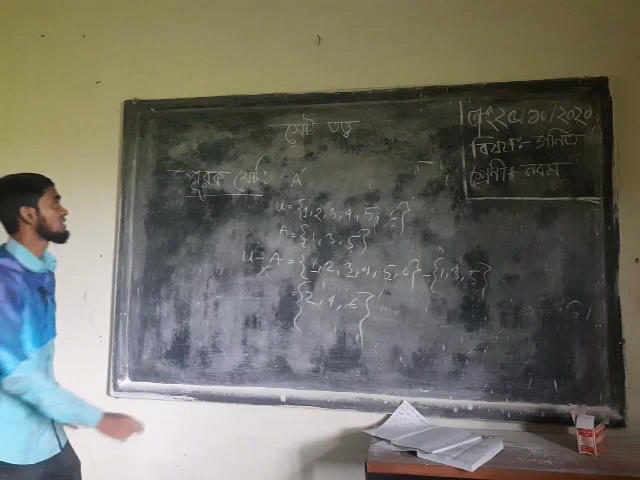 সেট তত্ত্ব
তাং ২৫/১০/২০২০
বিষয়:- গনিত
শ্রেনীঃ নবম
পূরক সেট: A'
U = {1, 2, 3, 4, 5, 6}
A = {1, 3, 5}
U - A = {1, 2, 3, 4, 5, 6} - {1, 3, 5}
{2, 4, 6}